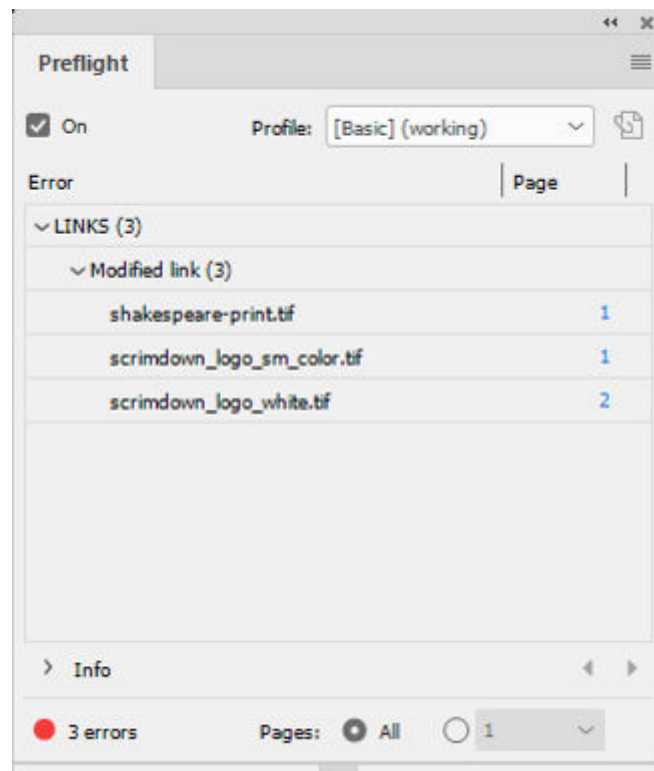 Preflight
On Profile: [Basic] (working)
Error Page
LINKS (3)
Modified link (3)
shakespeare-print.tif 1
scrimdown_logo_sm_color.tif 1
scrimdown_logo_white.tif 2
Info
3 errors Pages: All 1